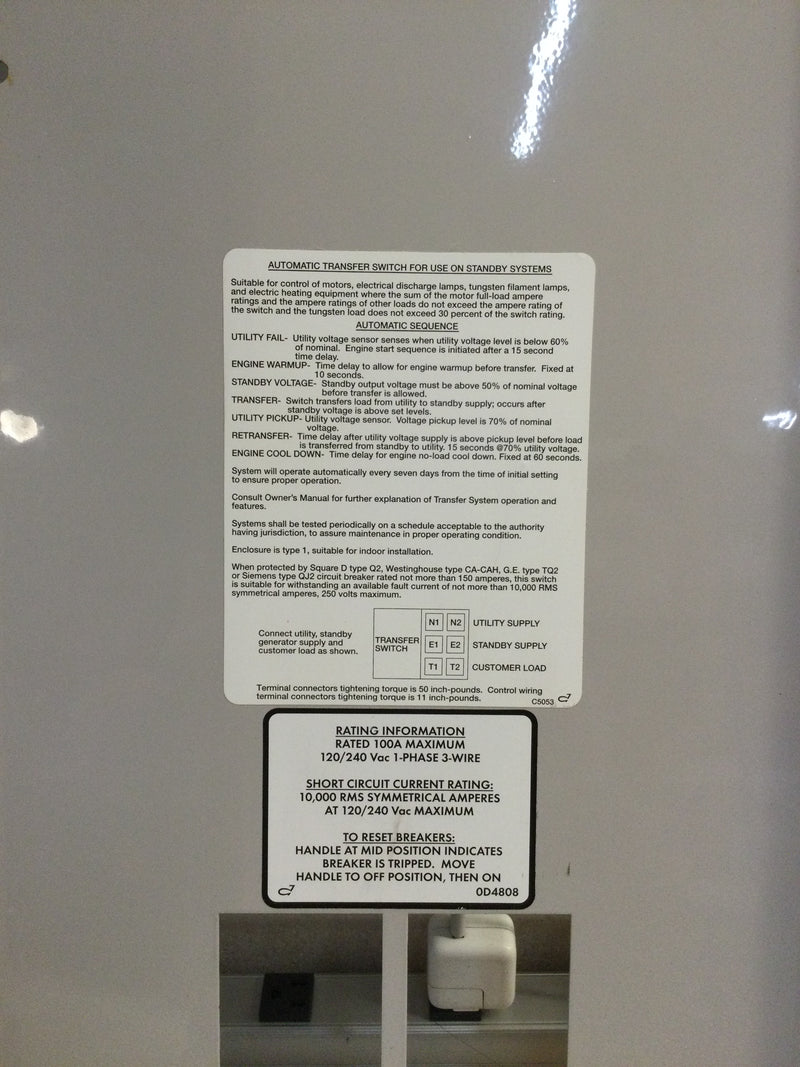 AUTOMATIC TRANSFER SWITCH FOR USE ON STANDBY SYSTEMS
Suitable for control of motors, electrical discharge lamps, tungsten filament lamps,
and electric heating equipment where the sum of the motor full-load ampere
ratings and the ampere ratings of other loads do not exceed the ampere rating of
the switch and the tungsten load does not exceed 30 percent of the switch rating.
AUTOMATIC SEQUENCE
UTILITY FAIL- Utility voltage sensor senses when utility voltage level is below 60%
of nominal. Engine start sequence is initiated after a 15 second
time delay.
ENGINE WARMUP- Time delay to allow for engine warmup before transfer. Fixed at
10 seconds.
STANDBY VOLTAGE- Standby output voltage must be above 50% of nominal voltage
before transfer is allowed.
TRANSFER- Switch transfers load from utility to standby supply; occurs after
standby voltage is above set levels.
UTILITY PICKUP- Utility voltage sensor. Voltage pickup level is 70% of nominal
voltage.
RETRANSFER- Time delay after utility voltage supply is above pickup level before load
is transferred from standby to utility. 15 seconds @70% utility voltage.
ENGINE COOL DOWN- Time delay for engine no-load cool down. Fixed at 60 seconds.
System will operate automatically every seven days from the time of initial setting
to ensure proper operation.
Consult Owner's Manual for further explanation of Transfer System operation and
features.
Systems shall be tested periodically on a schedule acceptable to the authority
having jurisdiction, to assure maintenance in proper operating condition.
Enclosure is type 1, suitable for indoor installation.
When protected by Square D type Q2, Westinghouse type CA-CAH, G.E. type TQ2
or Siemens type QJ2 circuit breaker rated not more than 150 amperes, this switch
is suitable for withstanding an available fault current of not more than 10,000 RMS
symmetrical amperes, 250 volts maximum.
Connect utility, standby
generator supply and
customer load as shown.
TRANSFER
SWITCH
N1 N2 UTILITY SUPPLY
E1 E2 STANDBY SUPPLY
T1 T2 CUSTOMER LOAD
Terminal connectors tightening torque is 50 inch-pounds. Control wiring
terminal connectors tightening torque is 11 inch-pounds.
C5053
RATING INFORMATION
RATED 100A MAXIMUM
120/240 Vac 1-PHASE 3-WIRE
SHORT CIRCUIT CURRENT RATING:
10,000 RMS SYMMETRICAL AMPERES
AT 120/240 Vac MAXIMUM
TO RESET BREAKERS:
HANDLE AT MID POSITION INDICATES
BREAKER IS TRIPPED. MOVE
HANDLE TO OFF POSITION, THEN ON
0D4808